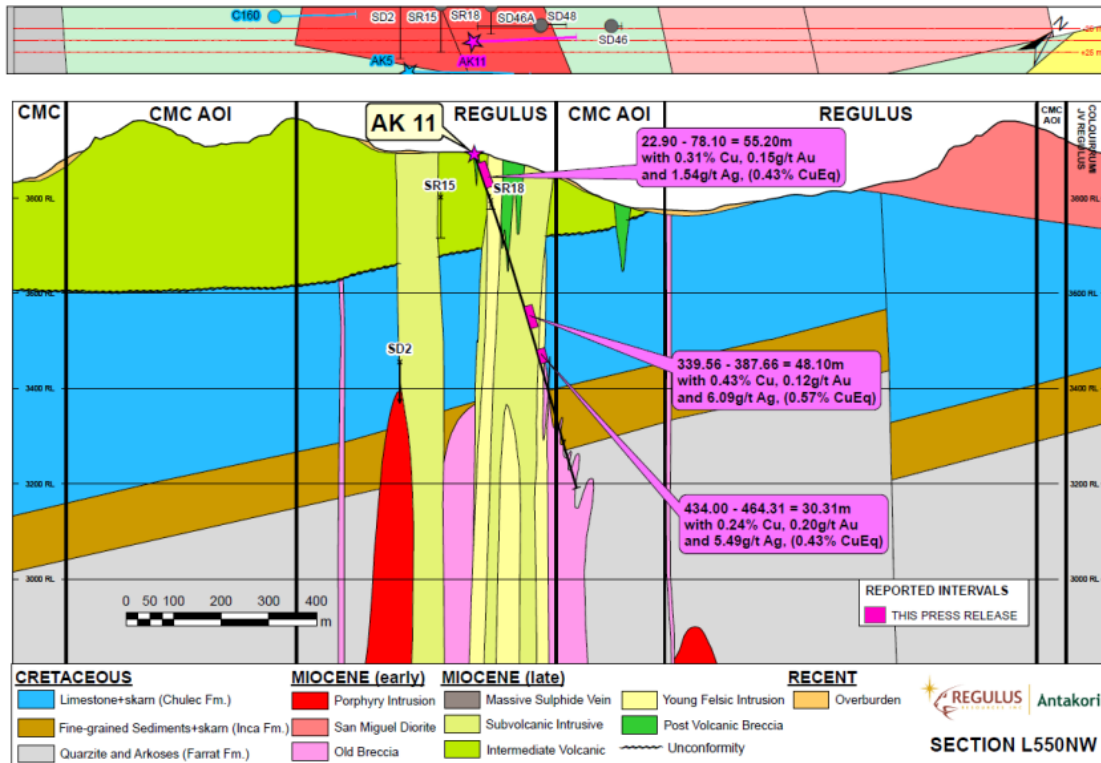 C160
SD2
SR15
SR18
SD46A
SD48
SD46
AK5
AK11
N
+25 m
CMC
CMC AOI
AK 11
REGULUS
CMC AOI
REGULUS
CMC AOI
COLQUIRRUMI
JV REGULUS
22.90 - 78.10 = 55.20m
with 0.31% Cu, 0.15g/t Au
and 1.54g/t Ag, (0.43% CuEq)
SR15
SR18
3800 RL
3800 RL
3600 RL
3600 RL
339.56 - 387.66 = 48.10m
with 0.43% Cu, 0.12g/t Au
and 6.09g/t Ag, (0.57% CuEq)
SD2
3400 RL
3400 RL
3200 RL
3200 RL
434.00 - 464.31 = 30.31m
with 0.24% Cu, 0.20g/t Au
and 5.49g/t Ag, (0.43% CuEq)
3000 RL
3000 RL
0 50 100 200 300 400
m
REPORTED INTERVALS
THIS PRESS RELEASE
CRETACEOUS
Limestone+skarn (Chulec Fm.)
Fine-grained Sediments+skarn (Inca Fm.)
Quarzite and Arkoses (Farrat Fm.)
MIOCENE (early)
Porphyry Intrusion
San Miguel Diorite
Old Breccia
MIOCENE (late)
Massive Sulphide Vein
Subvolcanic Intrusive
Intermediate Volcanic
Young Felsic Intrusion
Post Volcanic Breccia
Unconformity
RECENT
Overburden
REGULUS
RESOURCES INC
Antakori
SECTION L550NW